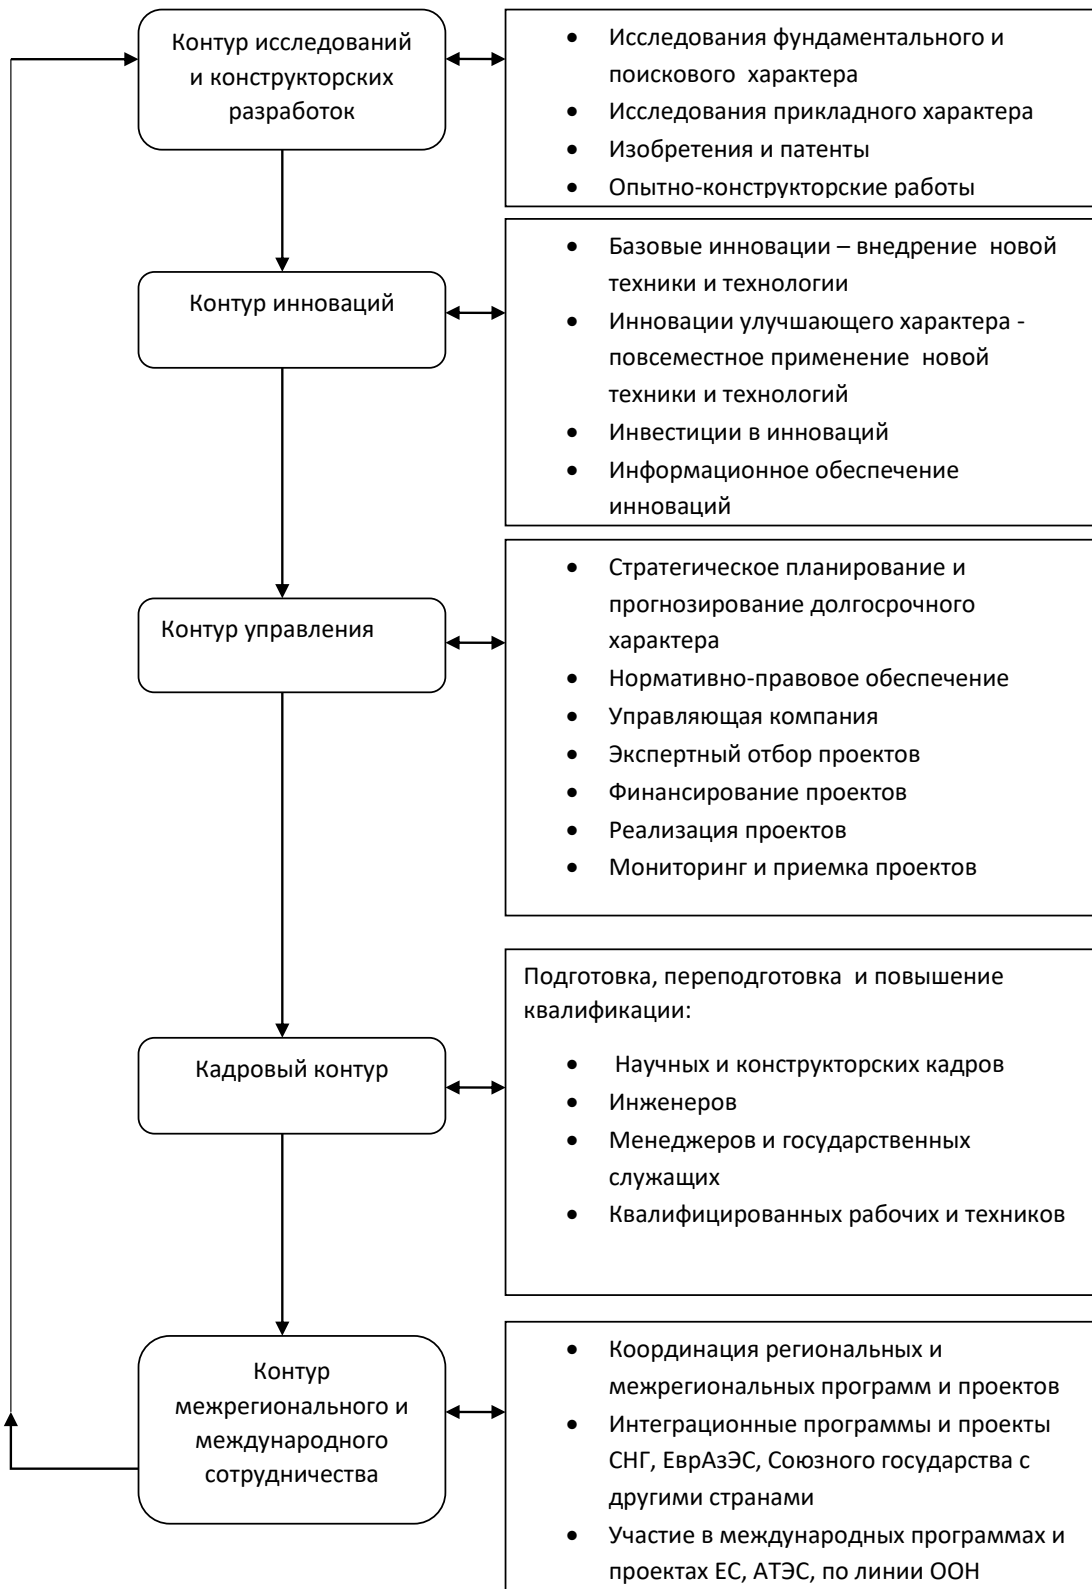 Контур исследований
и конструкторских
разработок
• Исследования фундаментального и
поискового характера
• Исследования прикладного характера
• Изобретения и патенты
• Опытно-конструкторские работы
Контур инноваций
• Базовые инновации – внедрение новой
техники и технологии
• Инновации улучшающего характера -
повсеместное применение новой
техники и технологий
• Инвестиции в инноваций
• Информационное обеспечение
инноваций
Контур управления
• Стратегическое планирование и
прогнозирование долгосрочного
характера
• Нормативно-правовое обеспечение
• Управляющая компания
• Экспертный отбор проектов
• Финансирование проектов
• Реализация проектов
• Мониторинг и приемка проектов
Кадровый контур
Подготовка, переподготовка и повышение
квалификации:
• Научных и конструкторских кадров
• Инженеров
• Менеджеров и государственных
служащих
• Квалифицированных рабочих и техников
Контур
межрегионального и
международного
сотрудничества
• Координация региональных и
межрегиональных программ и проектов
• Интеграционные программы и проекты
СНГ, ЕврАзЭС, Союзного государства с
другими странами
• Участие в международных программах и
проектах ЕС, АТЭС, по линии ООН